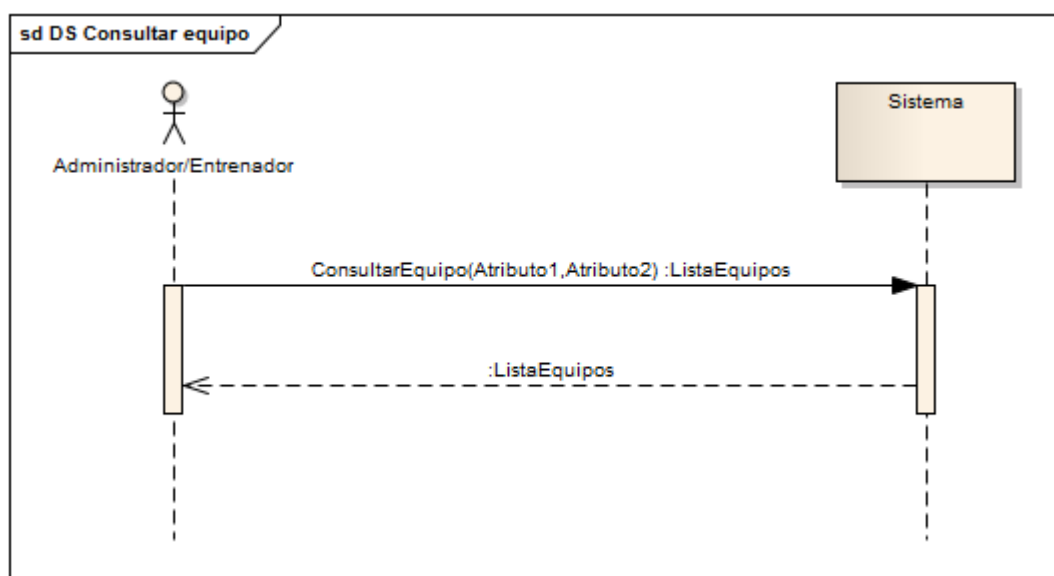 sd DS Consultar equipo
Administrador/Entrenador
Sistema
ConsultarEquipo(Atributo1,Atributo2) :ListaEquipos
:ListaEquipos